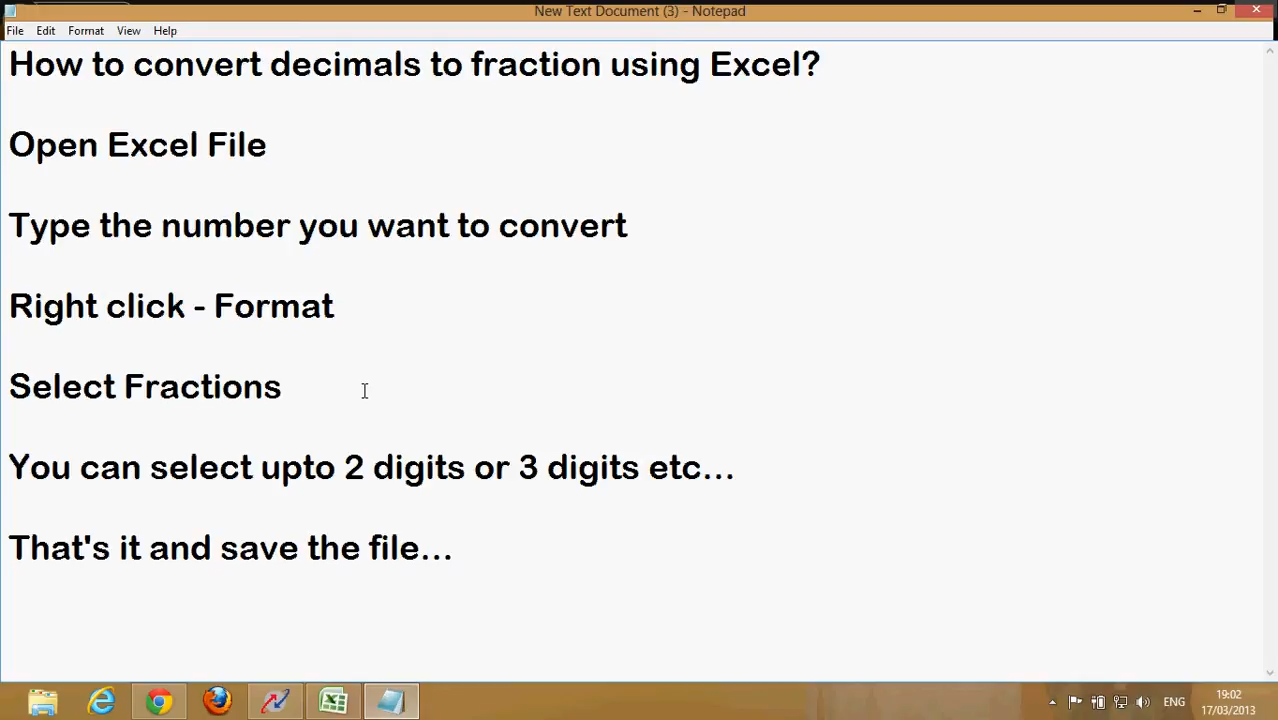 New Text Document (3) - Notepad
File Edit Format View Help
How to convert decimals to fraction using Excel?
Open Excel File
Type the number you want to convert
Right click - Format
Select Fractions
You can select upto 2 digits or 3 digits etc...
That's it and save the file...
ENG
19:02
17/03/2013